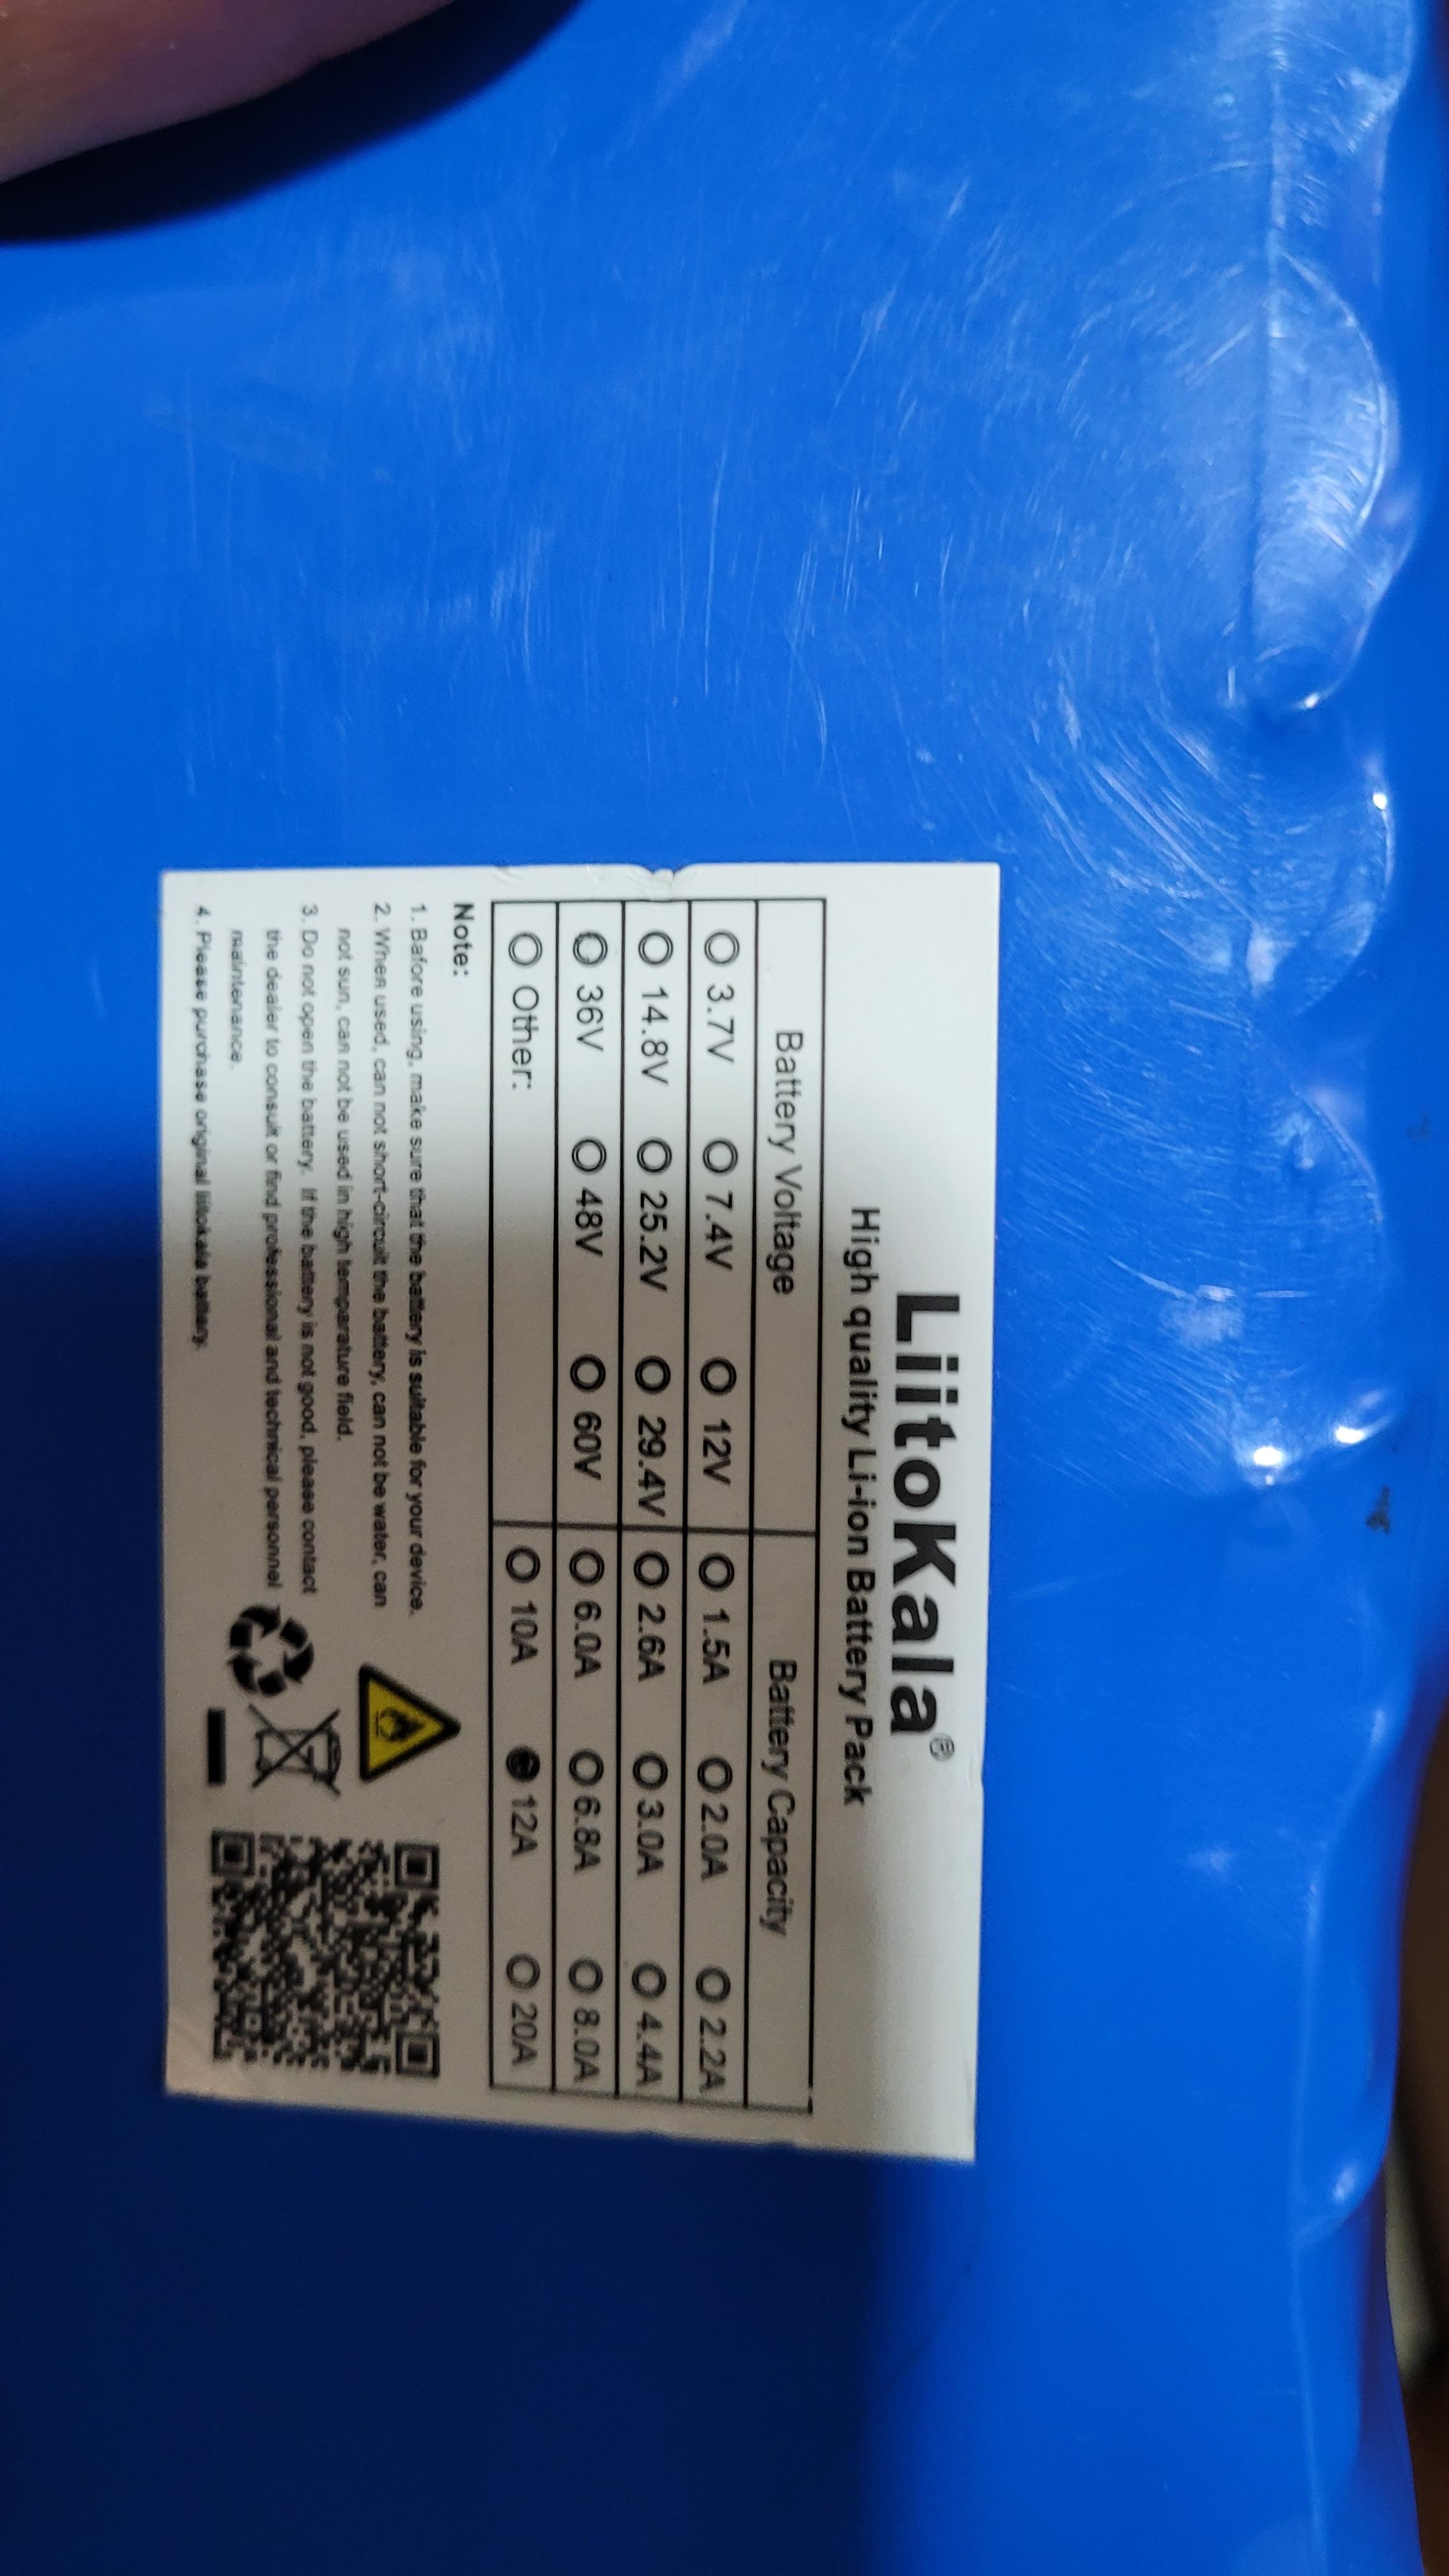 LiitoKala®
High quality Li-ion Battery Pack
Battery Voltage Battery Capacity
3.7V 7.4V 12V 1.5A 2.0A 2.2A
14.8V 25.2V 29.4V 2.6A 3.0A 4.4A
36V 48V 60V 6.0A 6.8A 8.0A
Other: 10A 12A 20A
Note:
1. Bafore using, make sure that the battery is suitable for your device.
2. When used, can not short-circuit the battery, can not be water, can
not sun, can not be used in high temperature field.
3. Do not open the battery. If the battery is not good, please contact
the dealer to consult or find professional and technical personnel
maintenance.
4. Please purchase original liitokala battery.